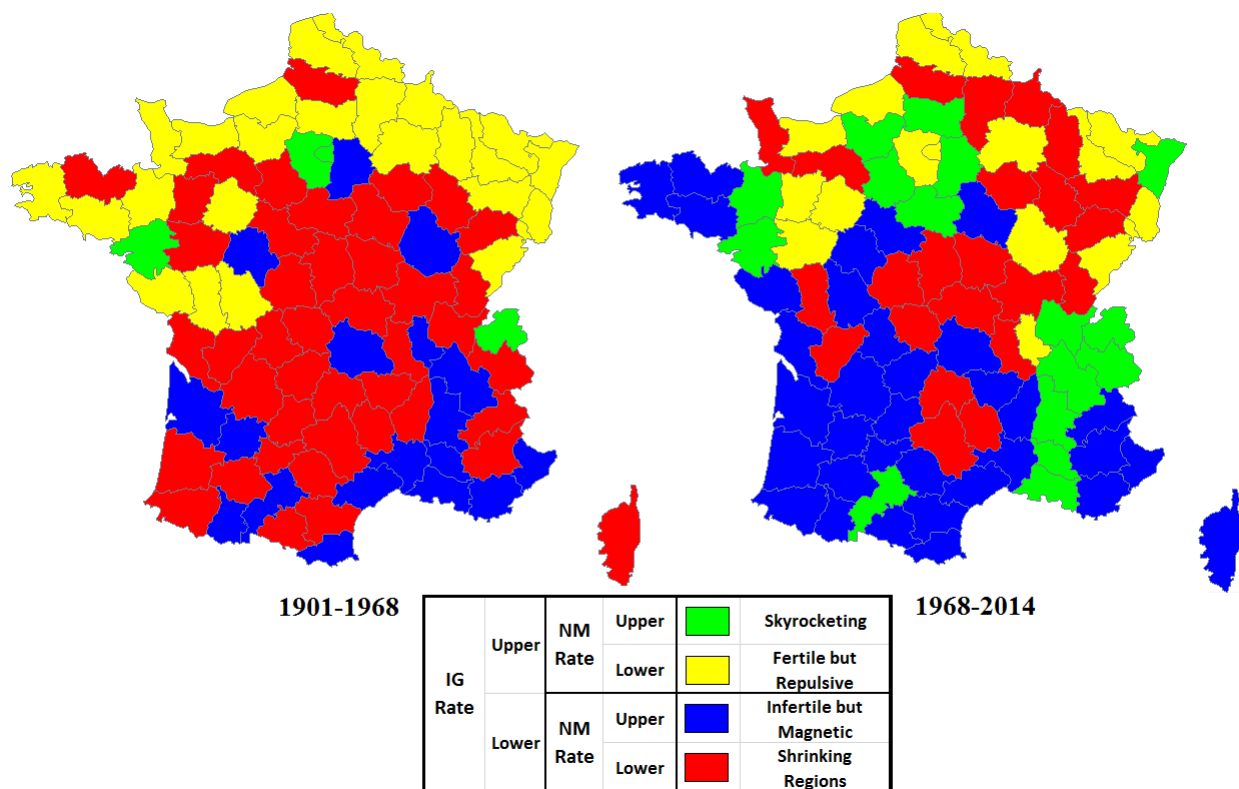 1901-1968
1968-2014
IG
Rate
Upper
NM
Rate
Upper
Skyrocketing
Lower
Fertile but
Repulsive
Lower
NM
Rate
Upper
Infertile but
Magnetic
Lower
Shrinking
Regions